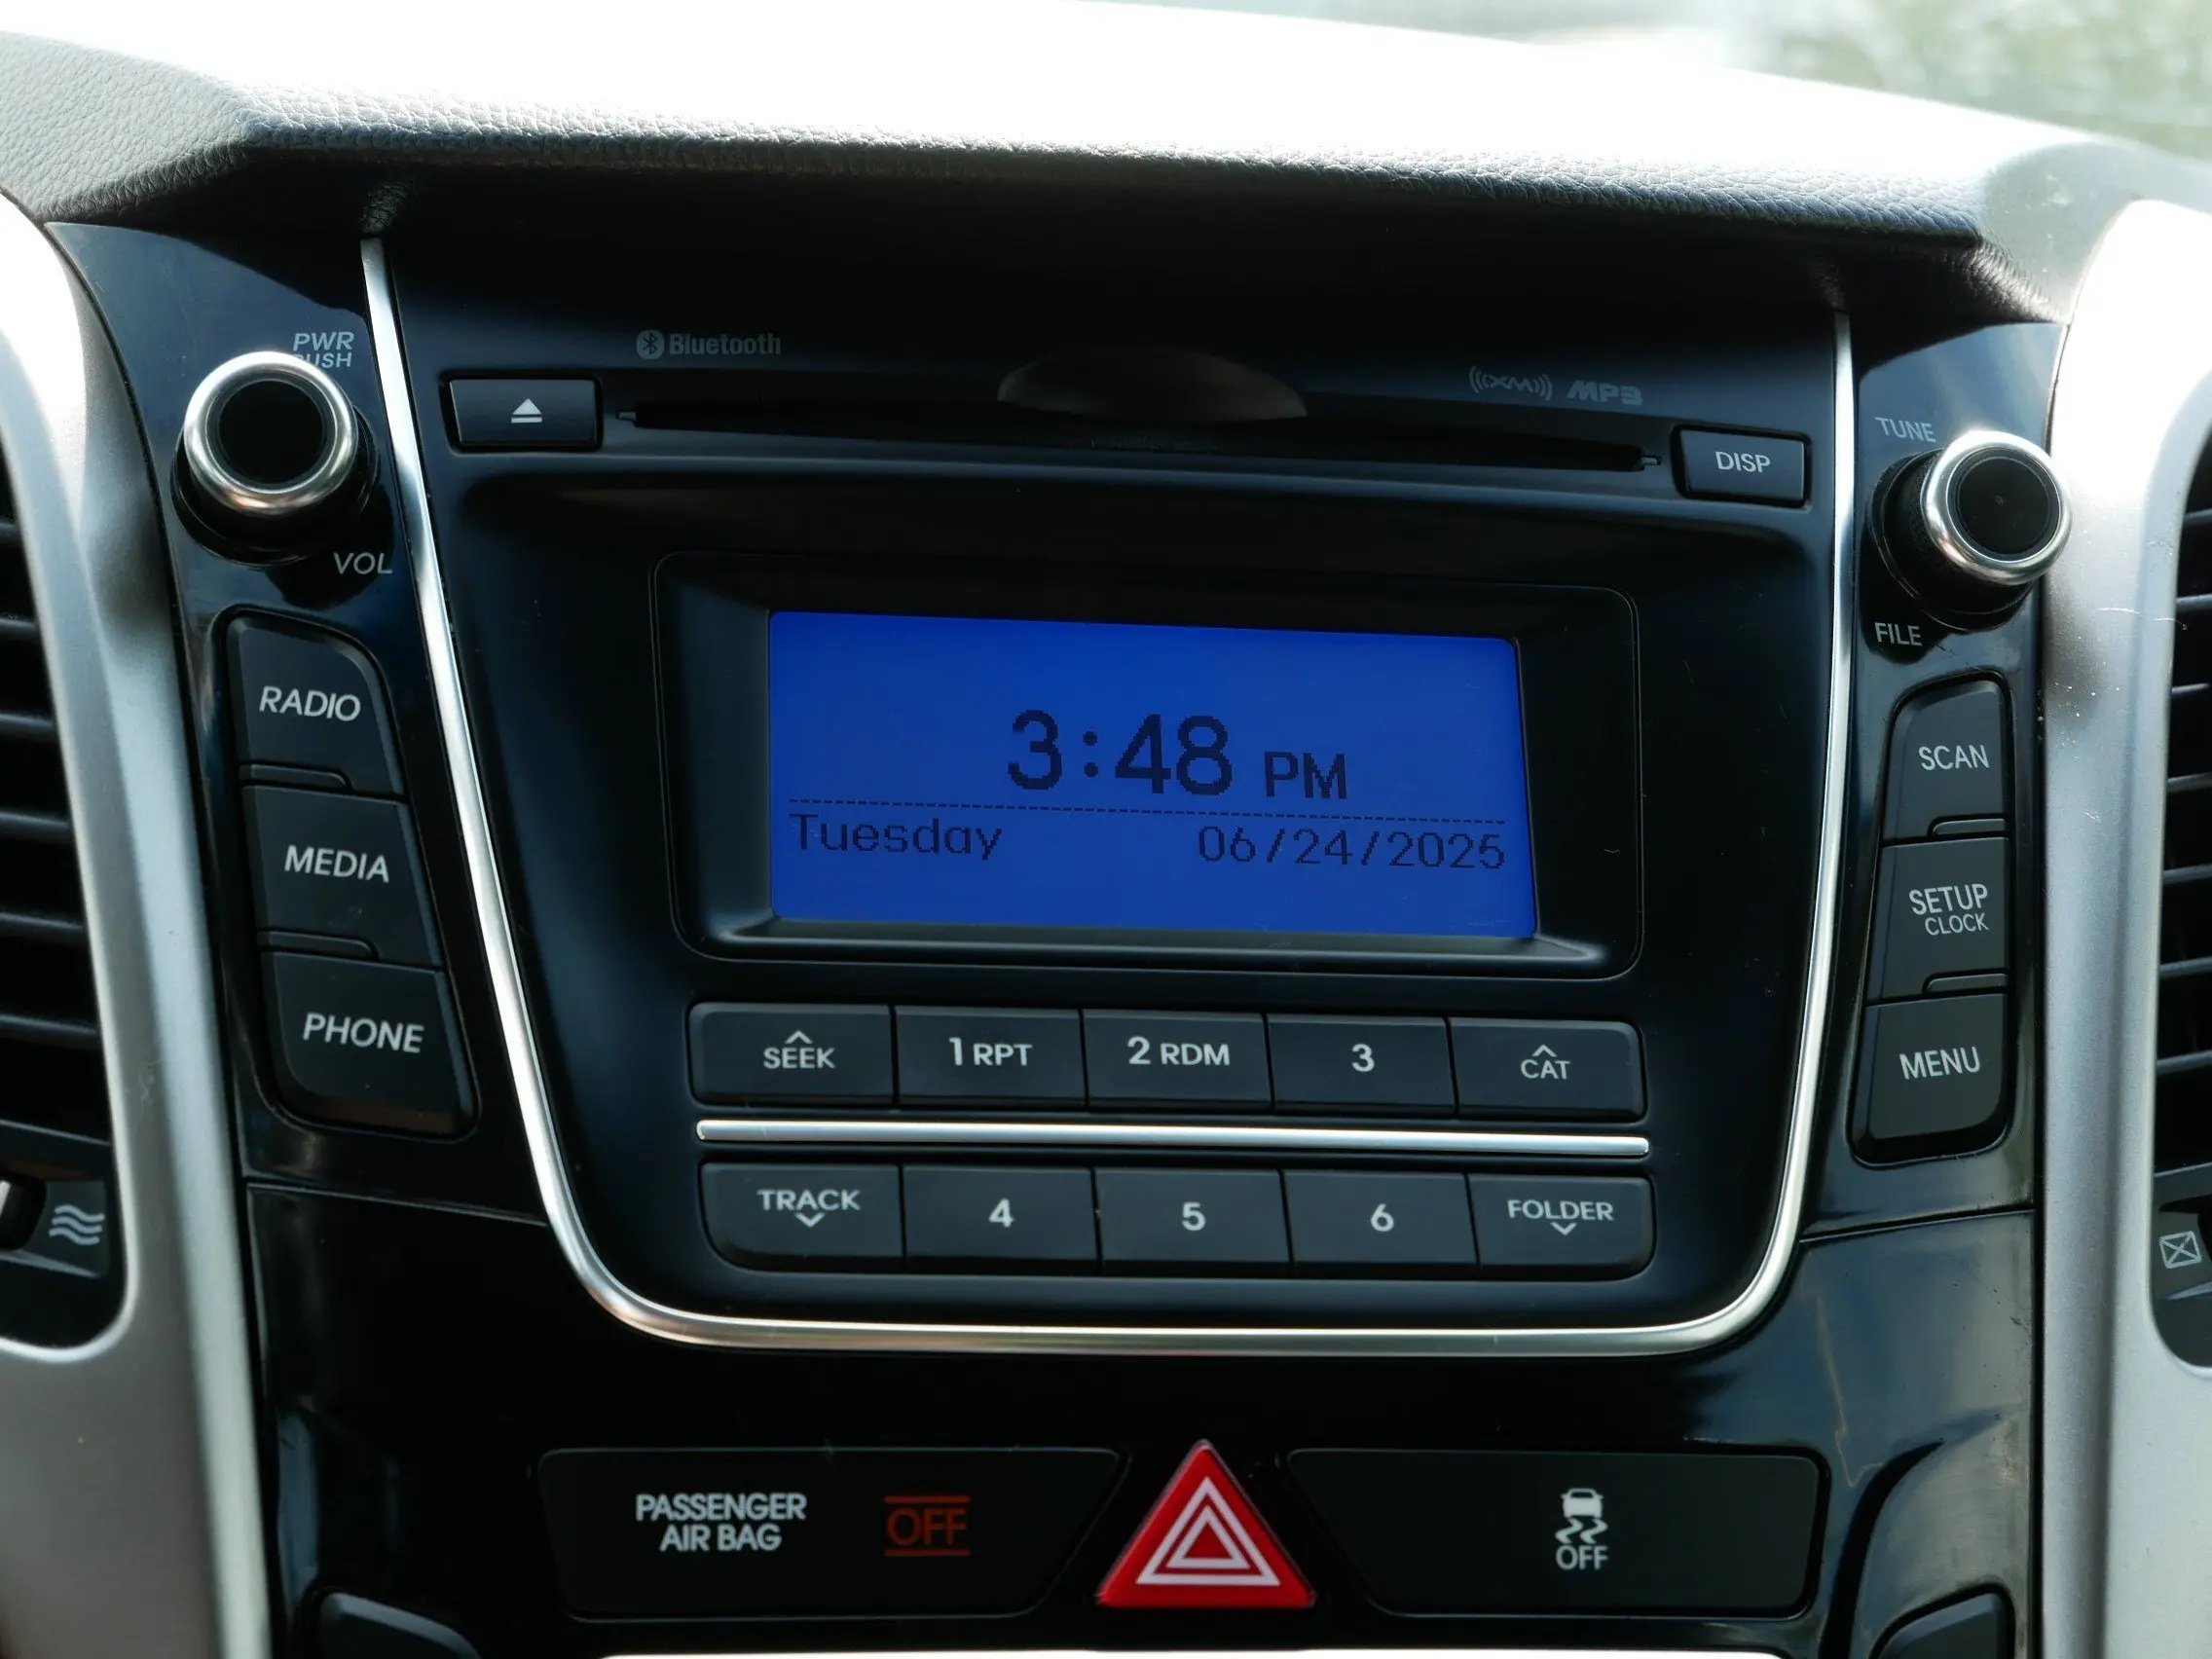 PWR
PUSH
Bluetooth
XM MP3
DISP
TUNE
VOL
FILE
RADIO
MEDIA
PHONE
3:48 PM
Tuesday 06/24/2025
SCAN
SETUP
CLOCK
MENU
SEEK 1 RPT 2 RDM 3 CAT
TRACK 4 5 6 FOLDER
PASSENGER
AIR BAG
OFF
OFF